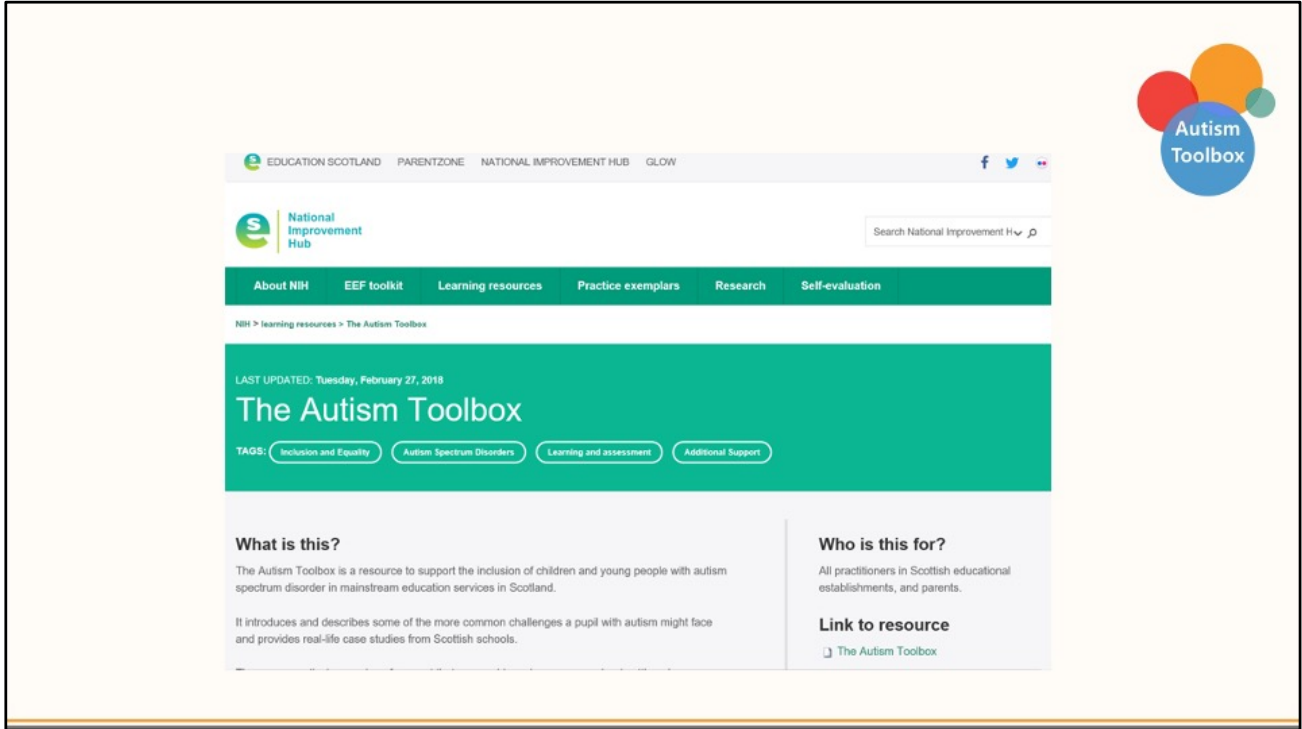 Autism
Toolbox
EDUCATION SCOTLAND PARENTZONE NATIONAL IMPROVEMENT HUB GLOW
National
Improvement
Hub
Search National Improvement H
About NIH EEF toolkit Learning resources Practice exemplars Research Self-evaluation
NIH > learning resources > The Autism Toolbox
LAST UPDATED: Tuesday, February 27, 2018
The Autism Toolbox
TAGS: Inclusion and Equality Autism Spectrum Disorders Learning and assessment Additional Support
What is this?
The Autism Toolbox is a resource to support the inclusion of children and young people with autism
spectrum disorder in mainstream education services in Scotland.
It introduces and describes some of the more common challenges a pupil with autism might face
and provides real-life case studies from Scottish schools.
Who is this for?
All practitioners in Scottish educational
establishments, and parents.
Link to resource
The Autism Toolbox